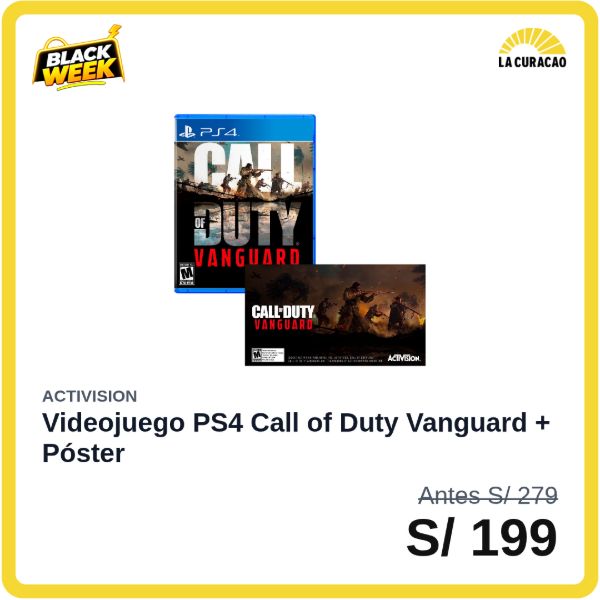 BLACK
WEEK
LA CURACAO
PS4
CALL
OF DUTY
VANGUARD
M
CALL OF DUTY
VANGUARD
M
ACTIVISION
ACTIVISION
Videojuego PS4 Call of Duty Vanguard +
Póster
Antes S/ 279
S/ 199